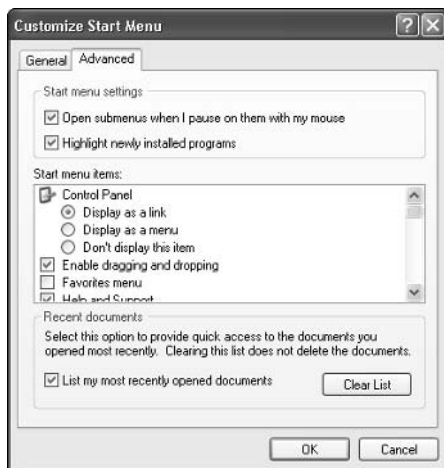 Customize Start Menu
General
Advanced
Start menu settings
Open submenus when I pause on them with my mouse
Highlight newly installed programs
Start menu items:
Control Panel
Display as a link
Display as a menu
Don't display this item
Enable dragging and dropping
Favorites menu
Help and Support
Recent documents
Select this option to provide quick access to the documents you
opened most recently. Clearing this list does not delete the documents.
List my most recently opened documents
Clear List
OK
Cancel